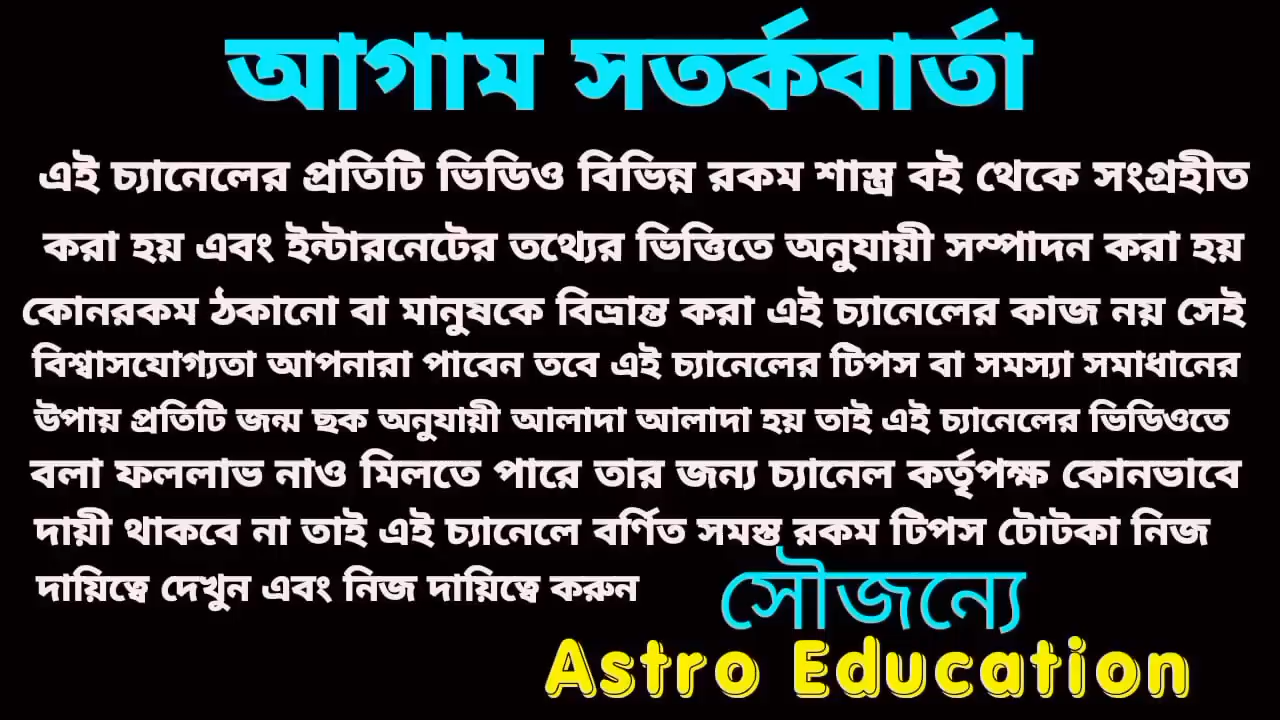 আগাম সতর্কবার্তা
এই চ্যানেলের প্রতিটি ভিডিও বিভিন্ন রকম শাস্ত্র বই থেকে সংগ্রহীত
করা হয় এবং ইন্টারনেটের তথ্যের ভিত্তিতে অনুযায়ী সম্পাদন করা হয়
কোনরকম ঠকানো বা মানুষকে বিভ্রান্ত করা এই চ্যানেলের কাজ নয় সেই
বিশ্বাসযোগ্যতা আপনারা পাবেন তবে এই চ্যানেলের টিপস বা সমস্যা সমাধানের
উপায় প্রতিটি জন্ম ছক অনুযায়ী আলাদা আলাদা হয় তাই এই চ্যানেলের ভিডিওতে
বলা ফললাভ নাও মিলতে পারে তার জন্য চ্যানেল কর্তৃপক্ষ কোনভাবে
দায়ী থাকবে না তাই এই চ্যানেলে বর্ণিত সমস্ত রকম টিপস টোটকা নিজ
দায়িত্বে দেখুন এবং নিজ দায়িত্বে করুন
সৌজন্যে
Astro Education